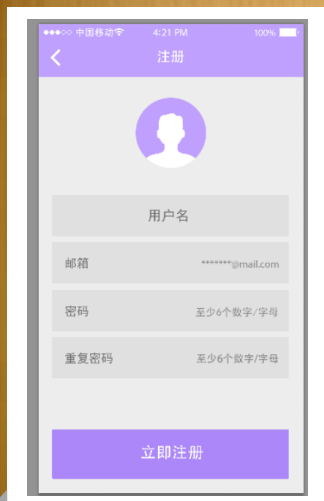 中国移动 4:21 PM 100%
注册
用户名
邮箱 *******@mail.com
密码 至少6个数字/字母
重复密码 至少6个数字/字母
立即注册